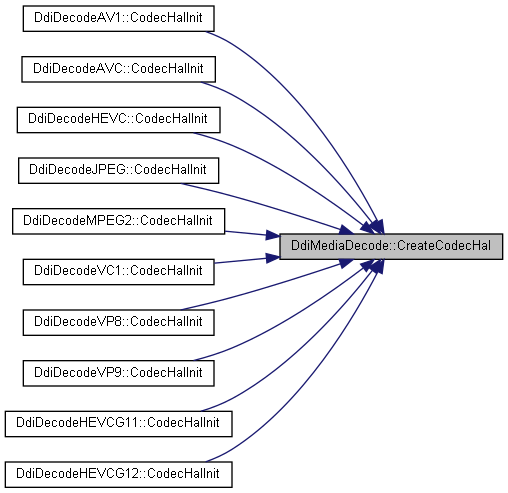 DdiDecodeAV1::CodecHalInit
DdiDecodeAVC::CodecHalInit
DdiDecodeHEVC::CodecHalInit
DdiDecodeJPEG::CodecHalInit
DdiDecodeMPEG2::CodecHalInit
DdiMediaDecode::CreateCodecHal
DdiDecodeVC1::CodecHalInit
DdiDecodeVP8::CodecHalInit
DdiDecodeVP9::CodecHalInit
DdiDecodeHEVCG11::CodecHalInit
DdiDecodeHEVCG12::CodecHalInit